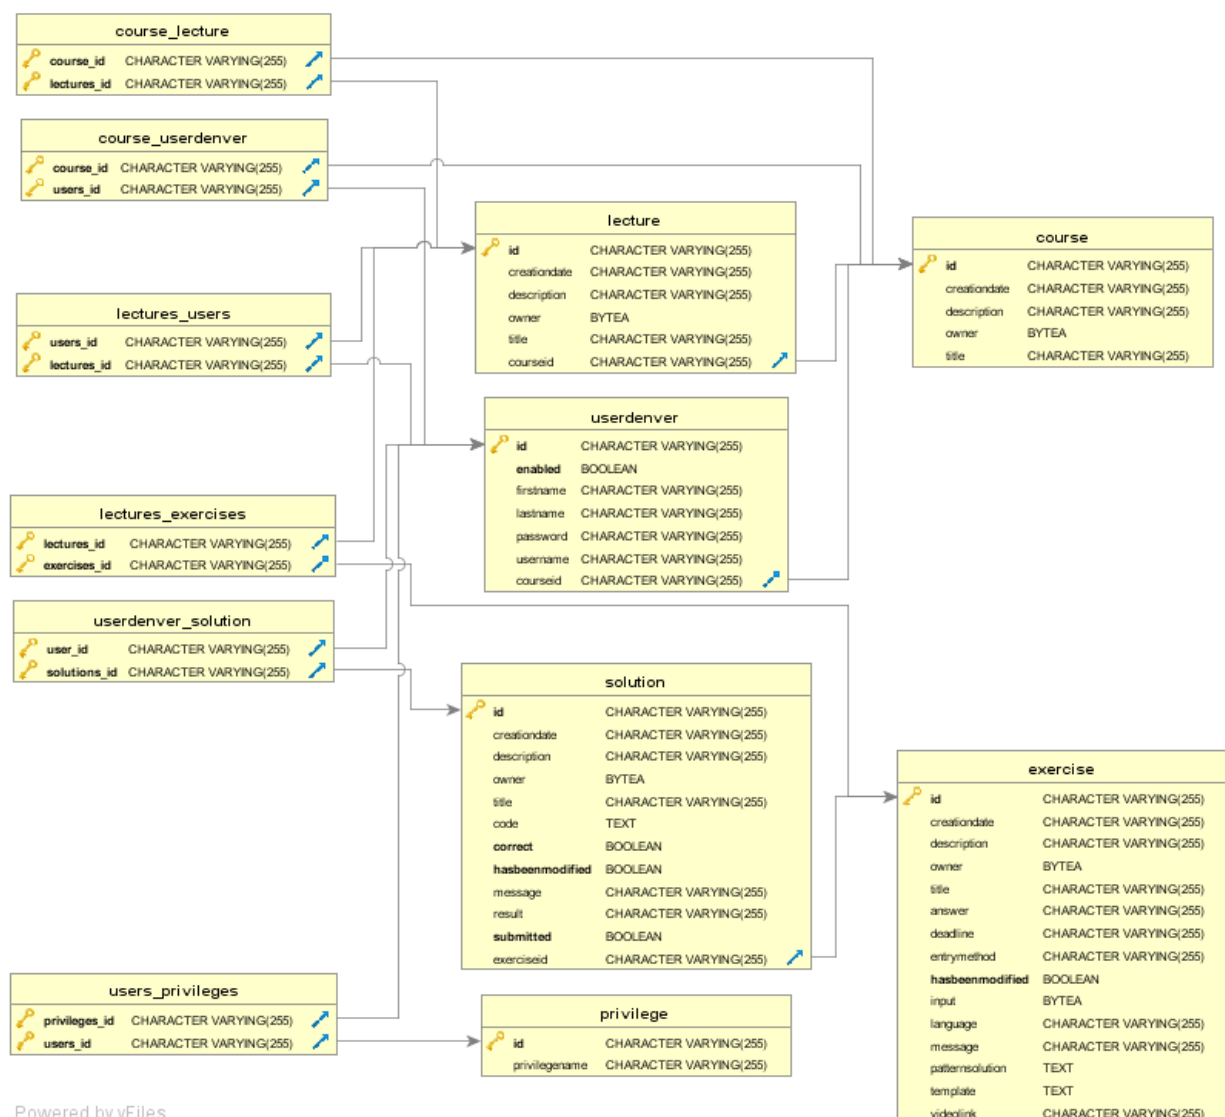 course_lecture
course_id CHARACTER VARYING(255)
lectures_id CHARACTER VARYING(255)
course_userdenver
course_id CHARACTER VARYING(255)
users_id CHARACTER VARYING(255)
lectures_users
users_id CHARACTER VARYING(255)
lectures_id CHARACTER VARYING(255)
lectures_exercises
lectures_id CHARACTER VARYING(255)
exercises_id CHARACTER VARYING(255)
userdenver_solution
user_id CHARACTER VARYING(255)
solutions_id CHARACTER VARYING(255)
users_privileges
privileges_id CHARACTER VARYING(255)
users_id CHARACTER VARYING(255)
lecture
id CHARACTER VARYING(255)
creationdate CHARACTER VARYING(255)
description CHARACTER VARYING(255)
owner BYTEA
title CHARACTER VARYING(255)
courseid CHARACTER VARYING(255)
userdenver
id CHARACTER VARYING(255)
enabled BOOLEAN
firstname CHARACTER VARYING(255)
lastname CHARACTER VARYING(255)
password CHARACTER VARYING(255)
username CHARACTER VARYING(255)
courseid CHARACTER VARYING(255)
solution
id CHARACTER VARYING(255)
creationdate CHARACTER VARYING(255)
description CHARACTER VARYING(255)
owner BYTEA
title CHARACTER VARYING(255)
code TEXT
correct BOOLEAN
hasbeenmodified BOOLEAN
message CHARACTER VARYING(255)
result CHARACTER VARYING(255)
submitted BOOLEAN
exerciseid CHARACTER VARYING(255)
privilege
id CHARACTER VARYING(255)
privilegename CHARACTER VARYING(255)
course
id CHARACTER VARYING(255)
creationdate CHARACTER VARYING(255)
description CHARACTER VARYING(255)
owner BYTEA
title CHARACTER VARYING(255)
exercise
id CHARACTER VARYING(255)
creationdate CHARACTER VARYING(255)
description CHARACTER VARYING(255)
owner BYTEA
title CHARACTER VARYING(255)
answer CHARACTER VARYING(255)
deadline CHARACTER VARYING(255)
entrymethod CHARACTER VARYING(255)
hasbeenmodified BOOLEAN
input BYTEA
language CHARACTER VARYING(255)
message CHARACTER VARYING(255)
patternsolution TEXT
template TEXT
videolink CHARACTER VARYING(255)
Powered by yFiles